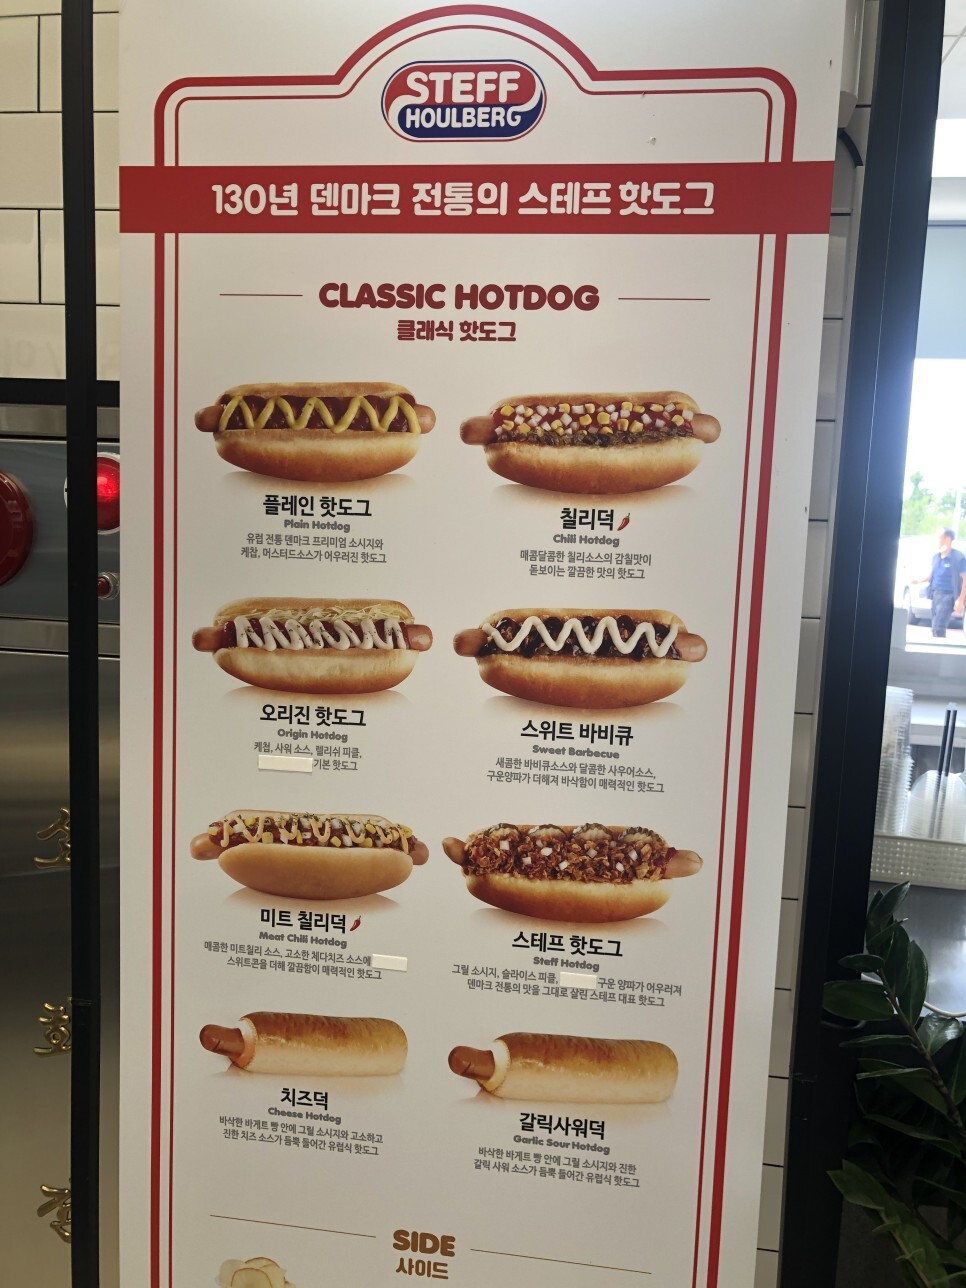 STEFF
HOULBERG
130년 덴마크 전통의 스테프 핫도그
CLASSIC HOTDOG
클래식 핫도그
플레인 핫도그
Plain Hotdog
유럽 전통 덴마크 프리미엄 소시지와
케찹, 머스터드소스가 어우러진 핫도그
칠리덕
Chili Hotdog
매콤달콤한 칠리소스의 감칠맛이
돋보이는 깔끔한 맛의 핫도그
오리진 핫도그
Origin Hotdog
케찹, 사워 소스, 렐리쉬 피클,
기본 핫도그
스위트 바비큐
Sweet Barbecue
새콤한 바비큐소스와 달콤한 사우어소스,
구운양파가 더해져 바삭함이 매력적인 핫도그
미트 칠리덕
Meat Chili Hotdog
매콤한 미트칠리 소스, 고소한 체다치즈 소스에
스위트콘을 더해 깔끔함이 매력적인 핫도그
스테프 핫도그
Steff Hotdog
그릴 소시지, 슬라이스 피클, 구운 양파가 어우러져
덴마크 전통의 맛을 그대로 살린 스테프 대표 핫도그
치즈덕
Cheese Hotdog
바삭한 바게트 빵 안에 그릴 소시지와 고소하고
진한 치즈 소스가 듬뿍 들어간 유럽식 핫도그
갈릭사워덕
Garlic Sour Hotdog
바삭한 바게트 빵 안에 그릴 소시지와 진한
갈릭 사워 소스가 듬뿍 들어간 유럽식 핫도그
SIDE
사이드